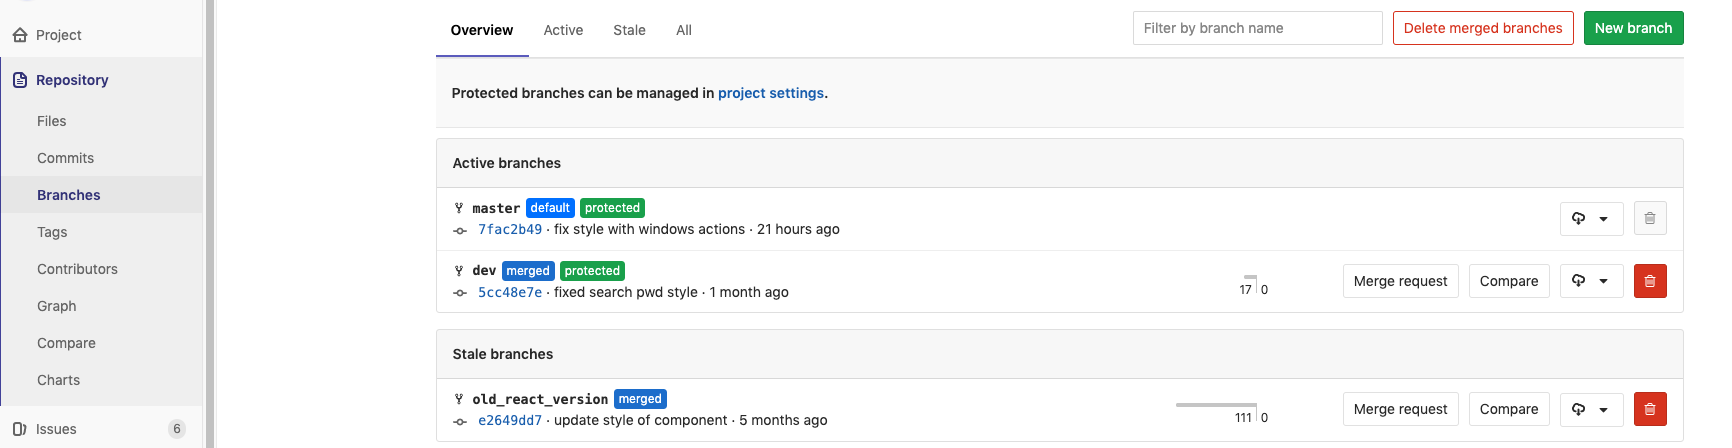 Project
Repository
Files
Commits
Branches
Tags
Contributors
Graph
Compare
Charts
Issues 6
Overview Active Stale All Filter by branch name Delete merged branches New branch
Protected branches can be managed in project settings.
Active branches
master default protected
7fac2b49 · fix style with windows actions · 21 hours ago
dev merged protected
5cc48e7e · fixed search pwd style · 1 month ago
17 0 Merge request Compare
Stale branches
old_react_version merged
e2649dd7 · update style of component · 5 months ago
111 0 Merge request Compare